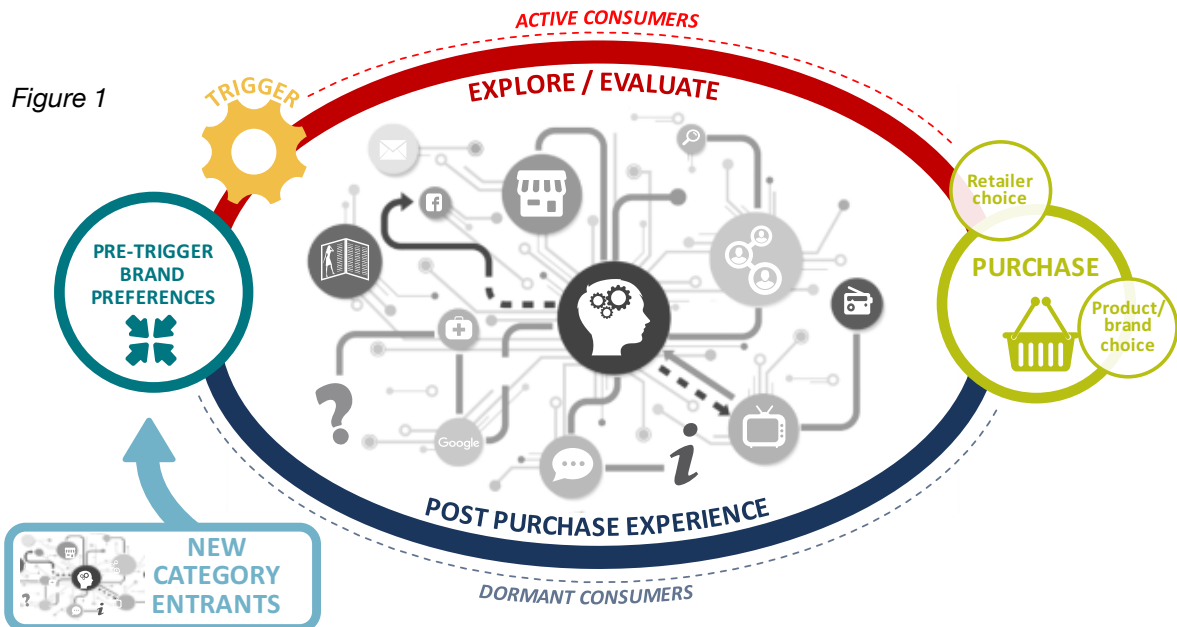 ACTIVE CONSUMERS
Figure 1
TRIGGER
EXPLORE / EVALUATE
Retailer
choice
PRE-TRIGGER
BRAND
PREFERENCES
PURCHASE
Product/
brand
choice
f
?
Google
i
POST PURCHASE EXPERIENCE
NEW
CATEGORY
ENTRANTS
?
i
DORMANT CONSUMERS